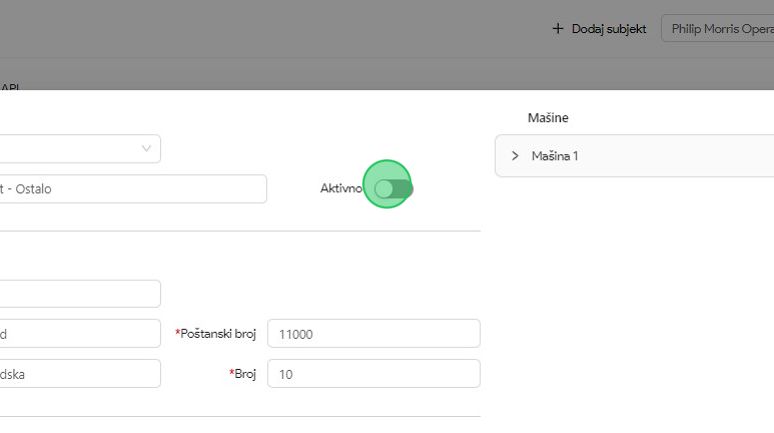 Dodaj subjekt
Philip Morris Opera
API
Mašine
Mašina 1
t - Ostalo
Aktivno
d
*Poštanski broj
11000
dska
*Broj
10